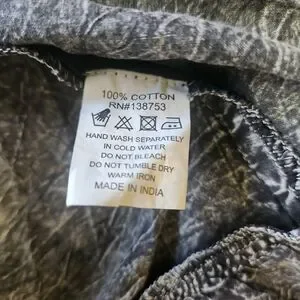 100% COTTON
RN#138753
HAND WASH SEPARATELY
IN COLD WATER
DO NOT BLEACH
DO NOT TUMBLE DRY
WARM IRON
MADE IN INDIA